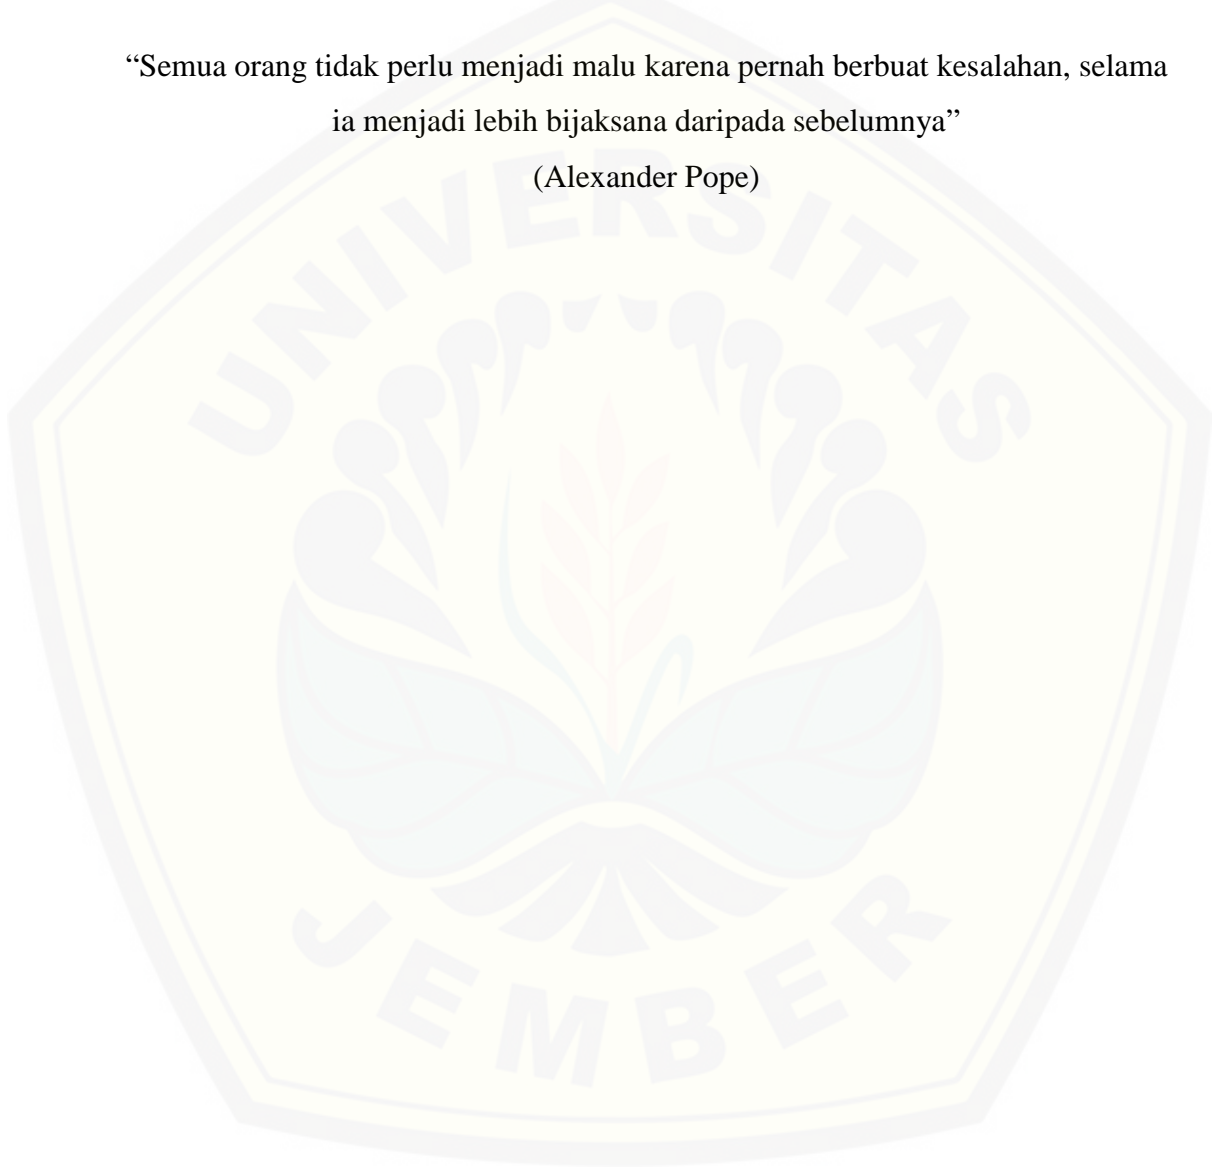 “Semua orang tidak perlu menjadi malu karena pernah berbuat kesalahan, selama
ia menjadi lebih bijaksana daripada sebelumnya”
(Alexander Pope)
UNIVERSITAS
JEMBER